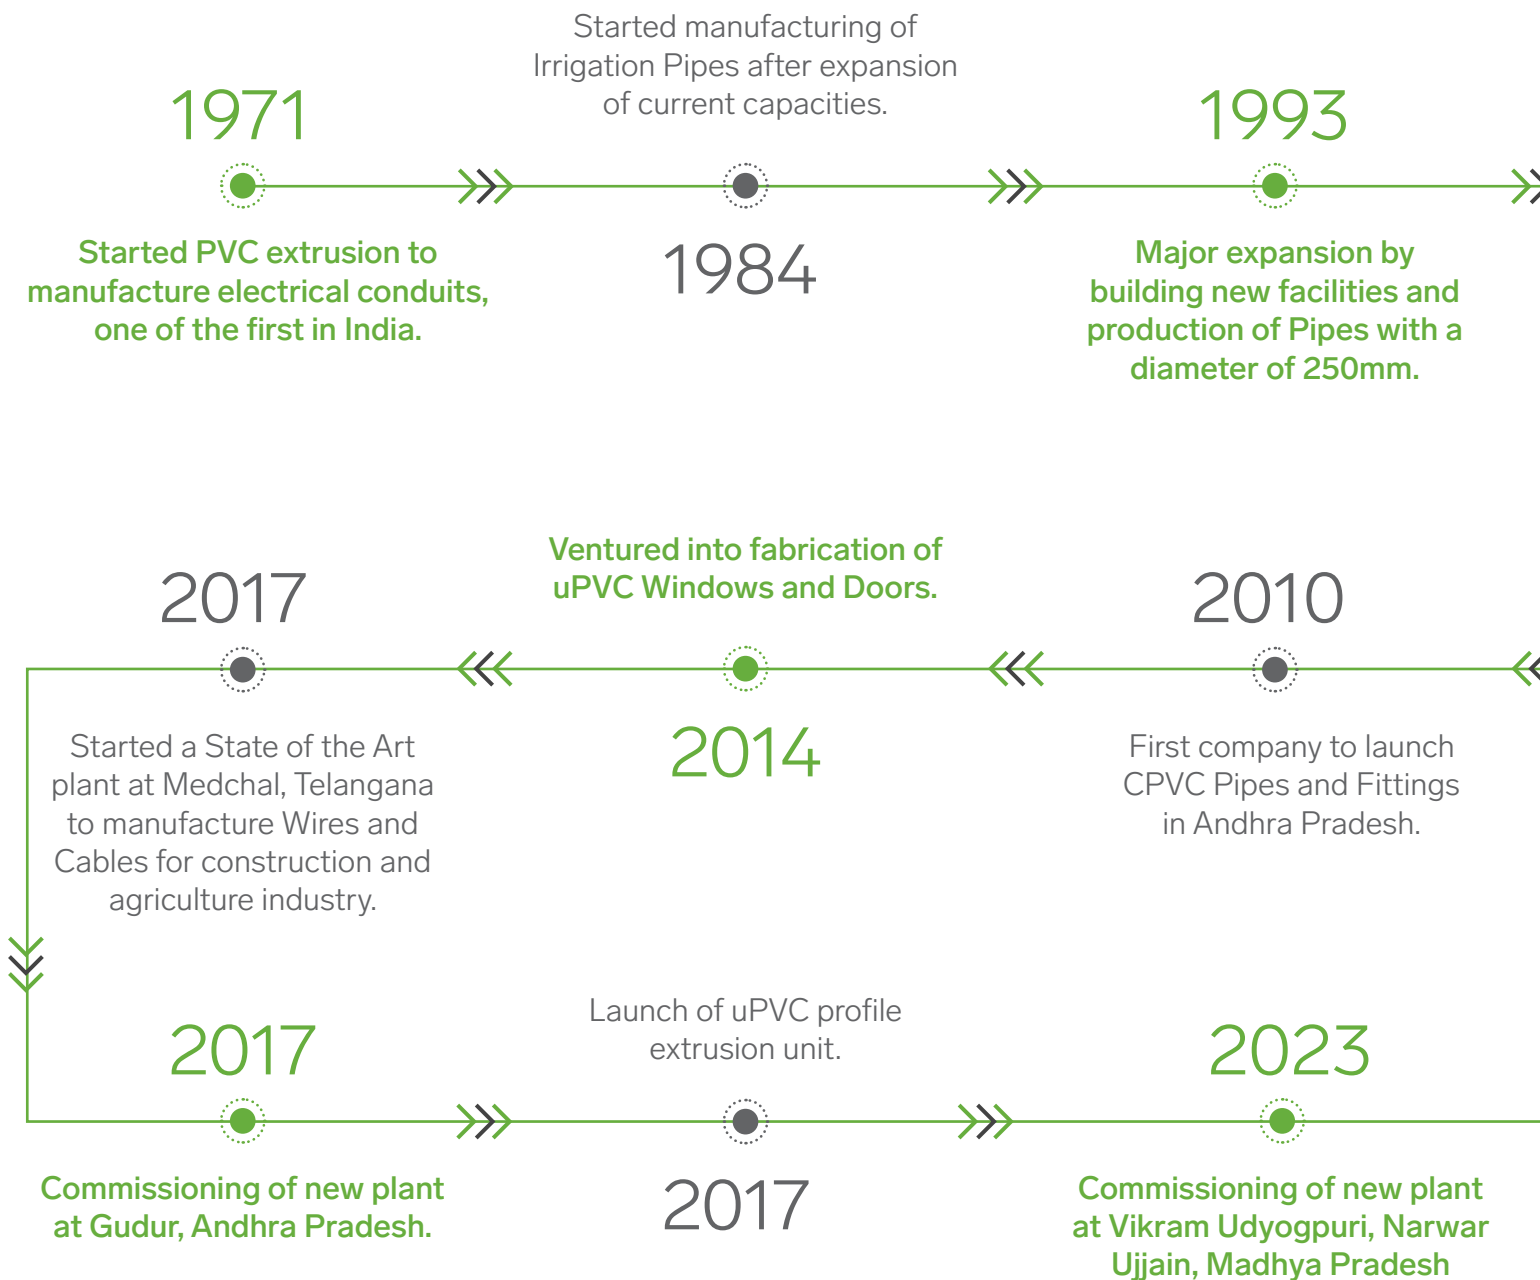 1971
Started PVC extrusion to
manufacture electrical conduits,
one of the first in India.
Started manufacturing of
Irrigation Pipes after expansion
of current capacities.
1984
1993
Major expansion by
building new facilities and
production of Pipes with a
diameter of 250mm.
2010
First company to launch
CPVC Pipes and Fittings
in Andhra Pradesh.
Ventured into fabrication of
uPVC Windows and Doors.
2014
2017
Started a State of the Art
plant at Medchal, Telangana
to manufacture Wires and
Cables for construction and
agriculture industry.
2017
Commissioning of new plant
at Gudur, Andhra Pradesh.
Launch of uPVC profile
extrusion unit.
2017
2023
Commissioning of new plant
at Vikram Udyogpuri, Narwar
Ujjain, Madhya Pradesh